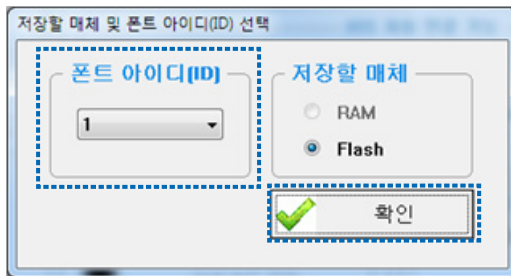 저장할 매체 및 폰트 아이디(ID) 선택
폰트 아이디(ID)
1
저장할 매체
RAM
Flash
확인